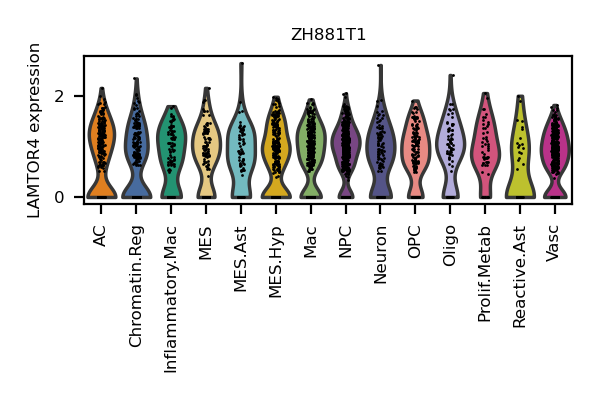 ZH881T1
LAMTOR4 expression
2
0
AC
Chromatin.Reg
Inflammatory.Mac
MES
MES.Ast
MES.Hyp
Mac
NPC
Neuron
OPC
Oligo
Prolif.Metab
Reactive.Ast
Vasc